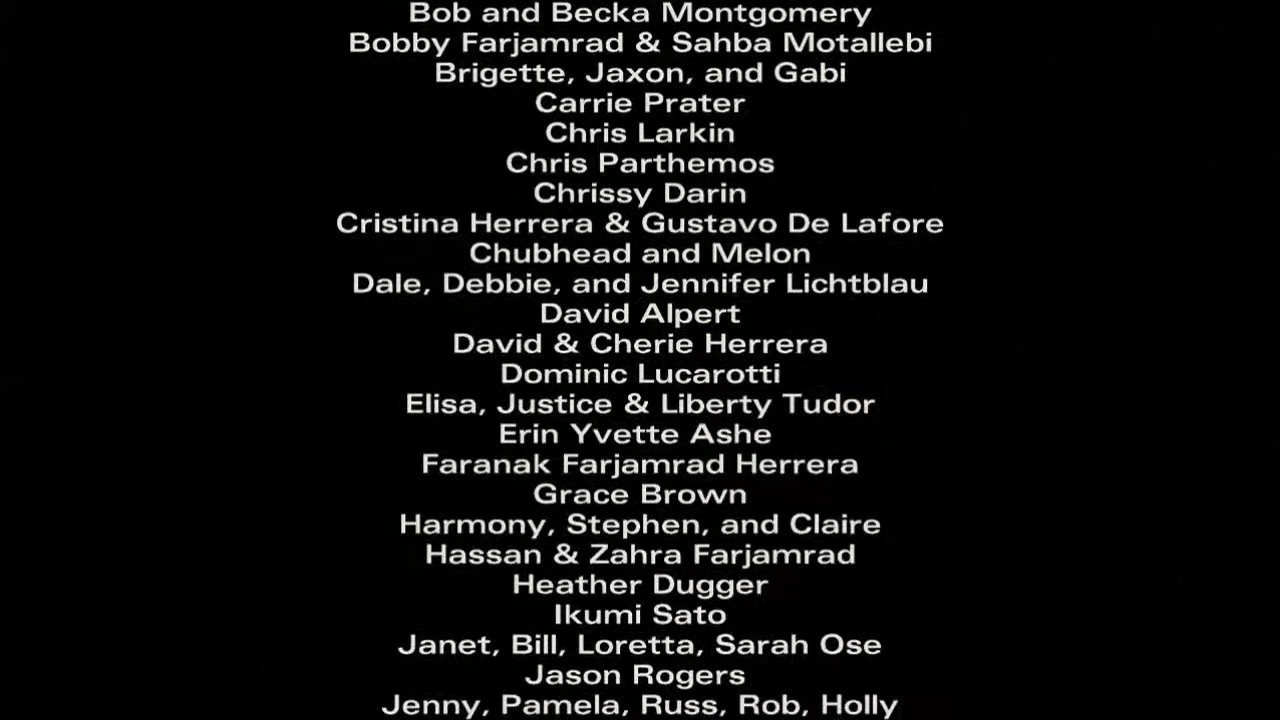 Bob and Becka Montgomery
Bobby Farjamrad & Sahba Motallebi
Brigette, Jaxon, and Gabi
Carrie Prater
Chris Larkin
Chris Parthemos
Chrissy Darin
Cristina Herrera & Gustavo De Lafore
Chubhead and Melon
Dale, Debbie, and Jennifer Lichtblau
David Alpert
David & Cherie Herrera
Dominic Lucarotti
Elisa, Justice & Liberty Tudor
Erin Yvette Ashe
Faranak Farjamrad Herrera
Grace Brown
Harmony, Stephen, and Claire
Hassan & Zahra Farjamrad
Heather Dugger
Ikumi Sato
Janet, Bill, Loretta, Sarah Ose
Jason Rogers
Jenny, Pamela, Russ, Rob, Holly